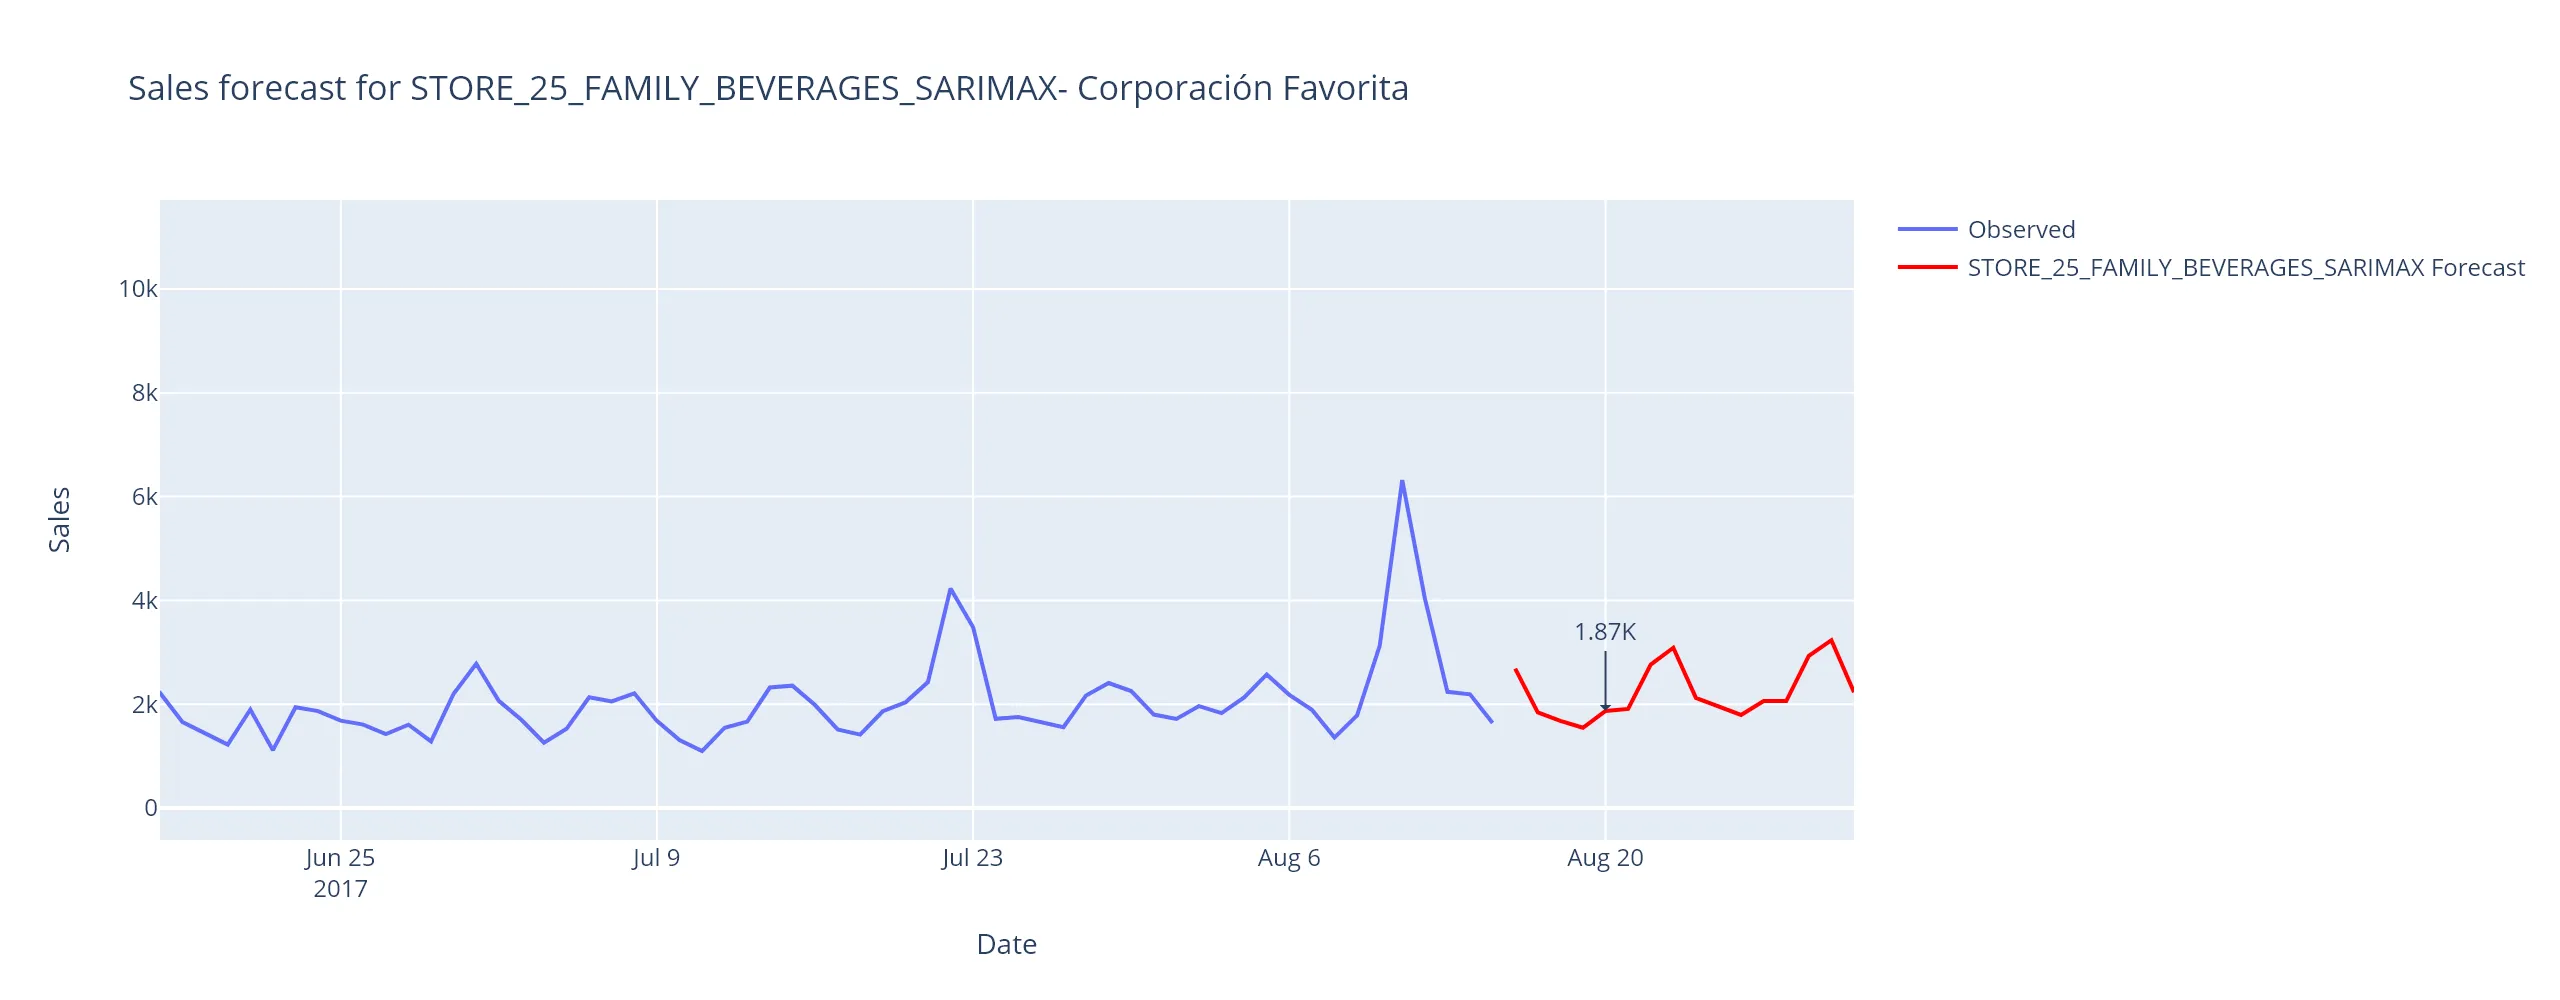 Sales forecast for STORE_25_FAMILY_BEVERAGES_SARIMAX- Corporación Favorita
Observed
STORE_25_FAMILY_BEVERAGES_SARIMAX Forecast
10k
8k
6k
4k
2k
0
Sales
1.87K
Jun 25
2017
Jul 9
Jul 23
Aug 6
Aug 20
Date